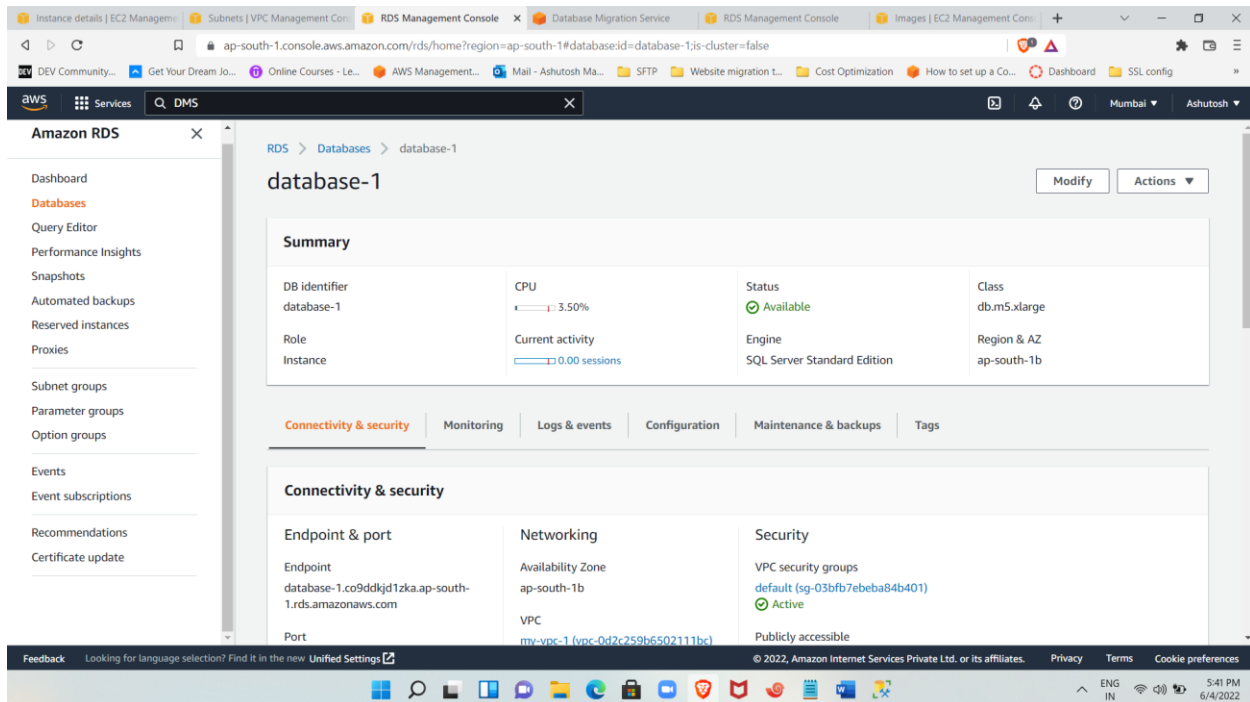 Instance details | EC2 Manageme
Subnets | VPC Management Con
RDS Management Console
Database Migration Service
RDS Management Console
Images | EC2 Management Cons
ap-south-1.console.aws.amazon.com/rds/home?region=ap-south-1#database:id=database-1;is-cluster=false
DEV DEV Community... Get Your Dream Jo... Online Courses - Le... AWS Management... Mail - Ashutosh Ma... SFTP Website migration t... Cost Optimization How to set up a Co... Dashboard SSL config »
aws Services DMS Mumbai ▼ Ashutosh ▼
Amazon RDS
Dashboard
Databases
Query Editor
Performance Insights
Snapshots
Automated backups
Reserved instances
Proxies
Subnet groups
Parameter groups
Option groups
Events
Event subscriptions
Recommendations
Certificate update
RDS > Databases > database-1
database-1
Modify
Actions ▼
Summary
DB identifier
database-1
CPU
3.50%
Status
Available
Class
db.m5.xlarge
Role
Instance
Current activity
0.00 sessions
Engine
SQL Server Standard Edition
Region & AZ
ap-south-1b
Connectivity & security
Monitoring
Logs & events
Configuration
Maintenance & backups
Tags
Connectivity & security
Endpoint & port
Endpoint
database-1.co9ddkjd1zka.ap-south-
1.rds.amazonaws.com
Port
Networking
Availability Zone
ap-south-1b
VPC
my-vpc-1 (vpc-0d2c259b6502111bc)
Security
VPC security groups
default (sg-03bfb7ebeba84b401)
Active
Publicly accessible
Feedback Looking for language selection? Find it in the new Unified Settings © 2022, Amazon Internet Services Private Ltd. or its affiliates. Privacy Terms Cookie preferences
ENG
IN
5:41 PM
6/4/2022